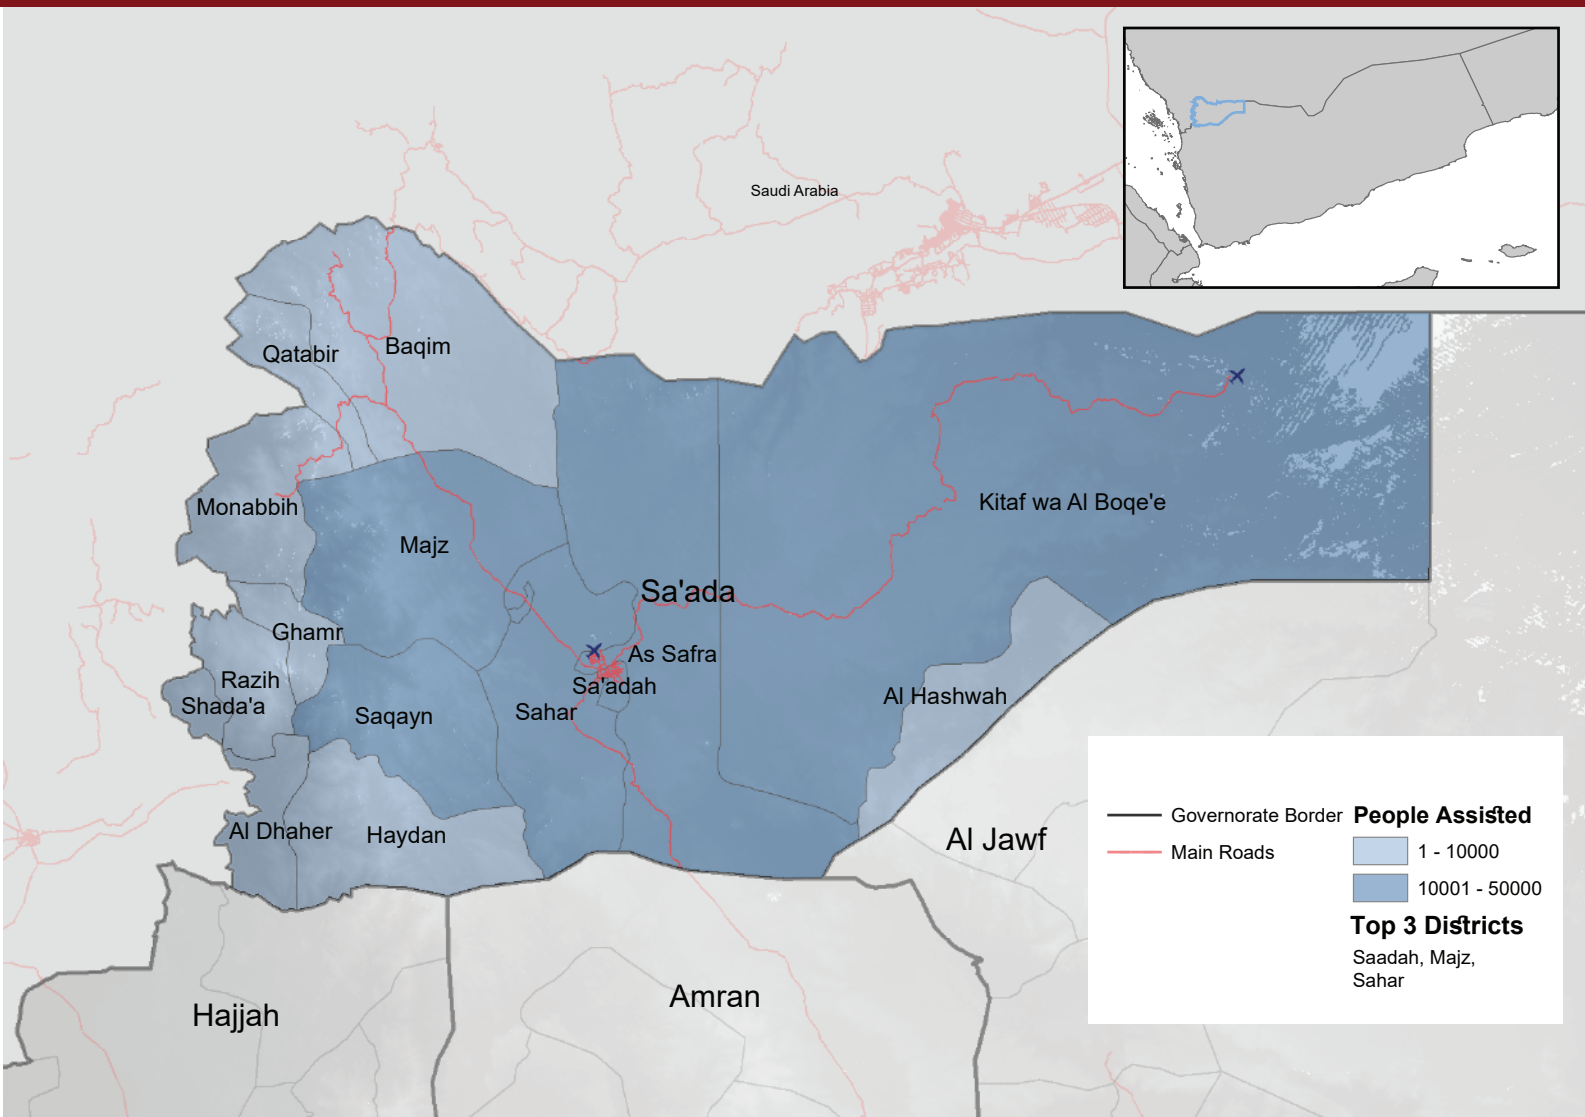 Saudi Arabia
Qatabir
Baqim
Monabbih
Majz
Kitaf wa Al Boqe'e
Sa'ada
Ghamr
As Safra
Razih
Sa'adah
Shada'a
Saqayn
Sahar
Al Hashwah
Al Dhaher
Haydan
Al Jawf
Hajjah
Amran
Governorate Border
Main Roads
People Assisted
1 - 10000
10001 - 50000
Top 3 Districts
Saadah, Majz,
Sahar